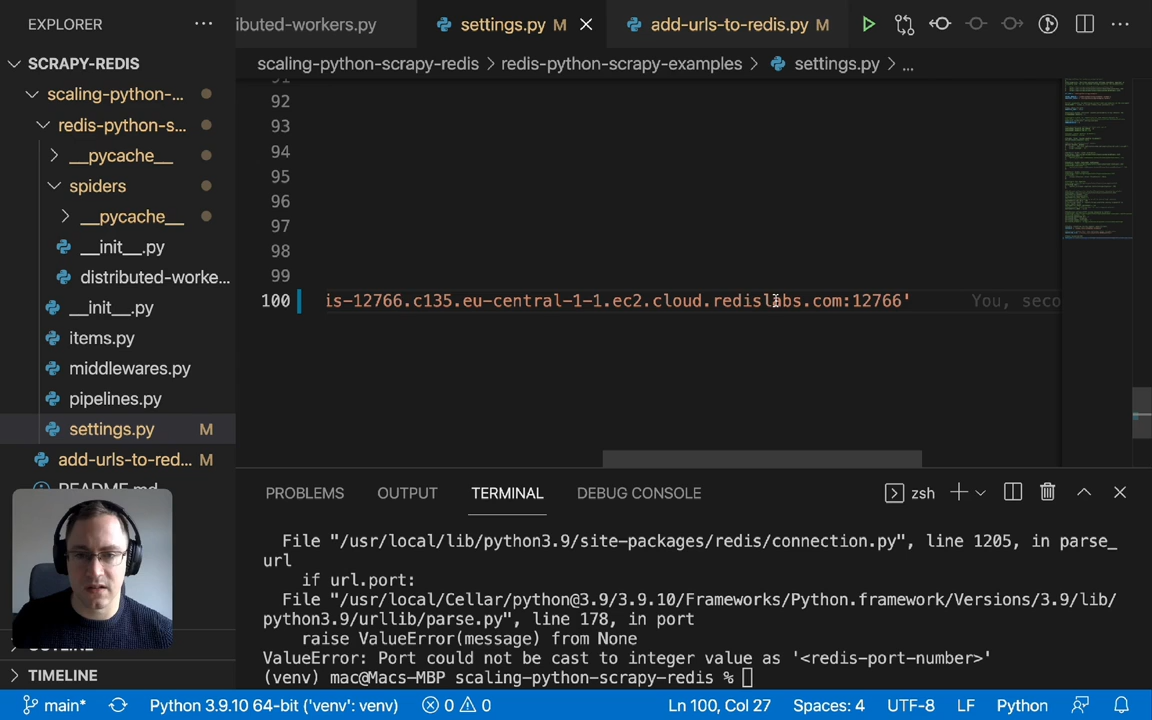 EXPLORER
SCRAPY-REDIS
scaling-python-...
redis-python-s...
__pycache__
spiders
__pycache__
__init__.py
distributed-worke...
__init__.py
items.py
middlewares.py
pipelines.py
settings.py M
add-urls-to-red... M
README.md
TIMELINE
ibuted-workers.py
settings.py M
add-urls-to-redis.py M
scaling-python-scrapy-redis > redis-python-scrapy-examples > settings.py > ...
91
92
93
94
95
96
97
98
99
100 is-12766.c135.eu-central-1-1.ec2.cloud.redislabs.com:12766' You, seco
PROBLEMS OUTPUT TERMINAL DEBUG CONSOLE zsh
File "/usr/local/lib/python3.9/site-packages/redis/connection.py", line 1205, in parse_
url
if url.port:
File "/usr/local/Cellar/python@3.9/3.9.10/Frameworks/Python.framework/Versions/3.9/lib/
python3.9/urllib/parse.py", line 178, in port
raise ValueError(message) from None
ValueError: Port could not be cast to integer value as '<redis-port-number>'
(venv) mac@Macs-MBP scaling-python-scrapy-redis %
main* Python 3.9.10 64-bit ('venv': venv) 0 0 Ln 100, Col 27 Spaces: 4 UTF-8 LF Python